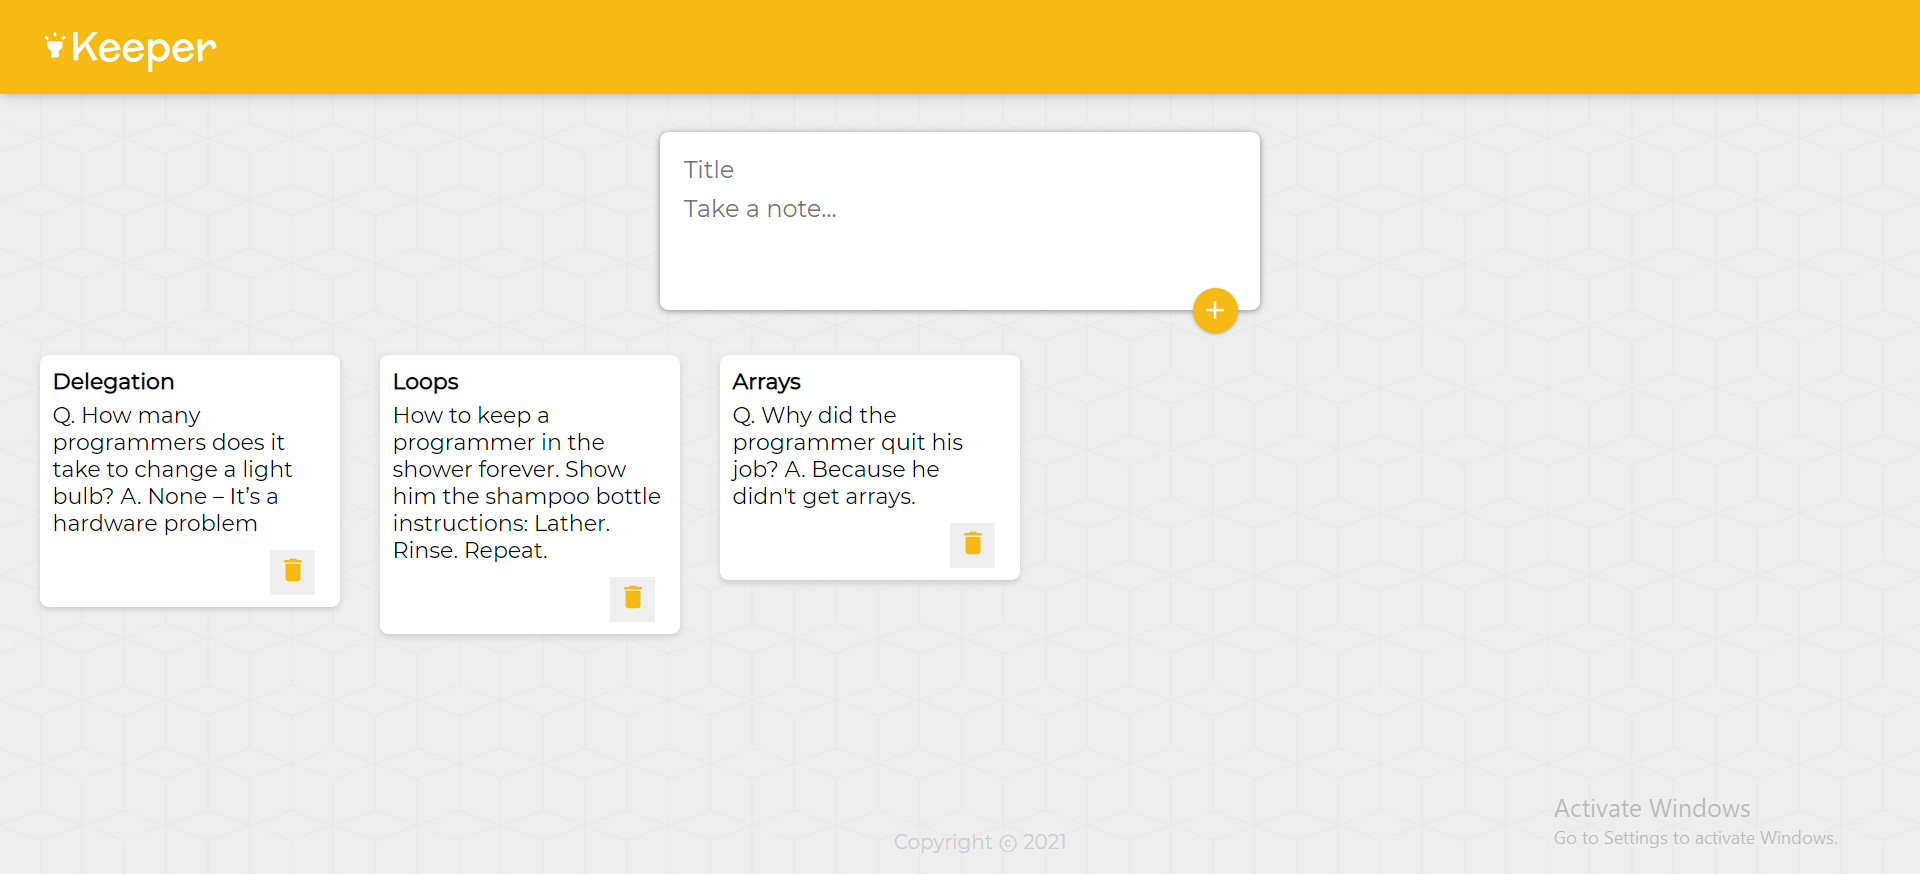 Keeper
Title
Take a note...
Delegation
Q. How many
programmers does it
take to change a light
bulb? A. None – It’s a
hardware problem
Loops
How to keep a
programmer in the
shower forever. Show
him the shampoo bottle
instructions: Lather.
Rinse. Repeat.
Arrays
Q. Why did the
programmer quit his
job? A. Because he
didn't get arrays.
Activate Windows
Go to Settings to activate Windows.
Copyright ⓒ 2021